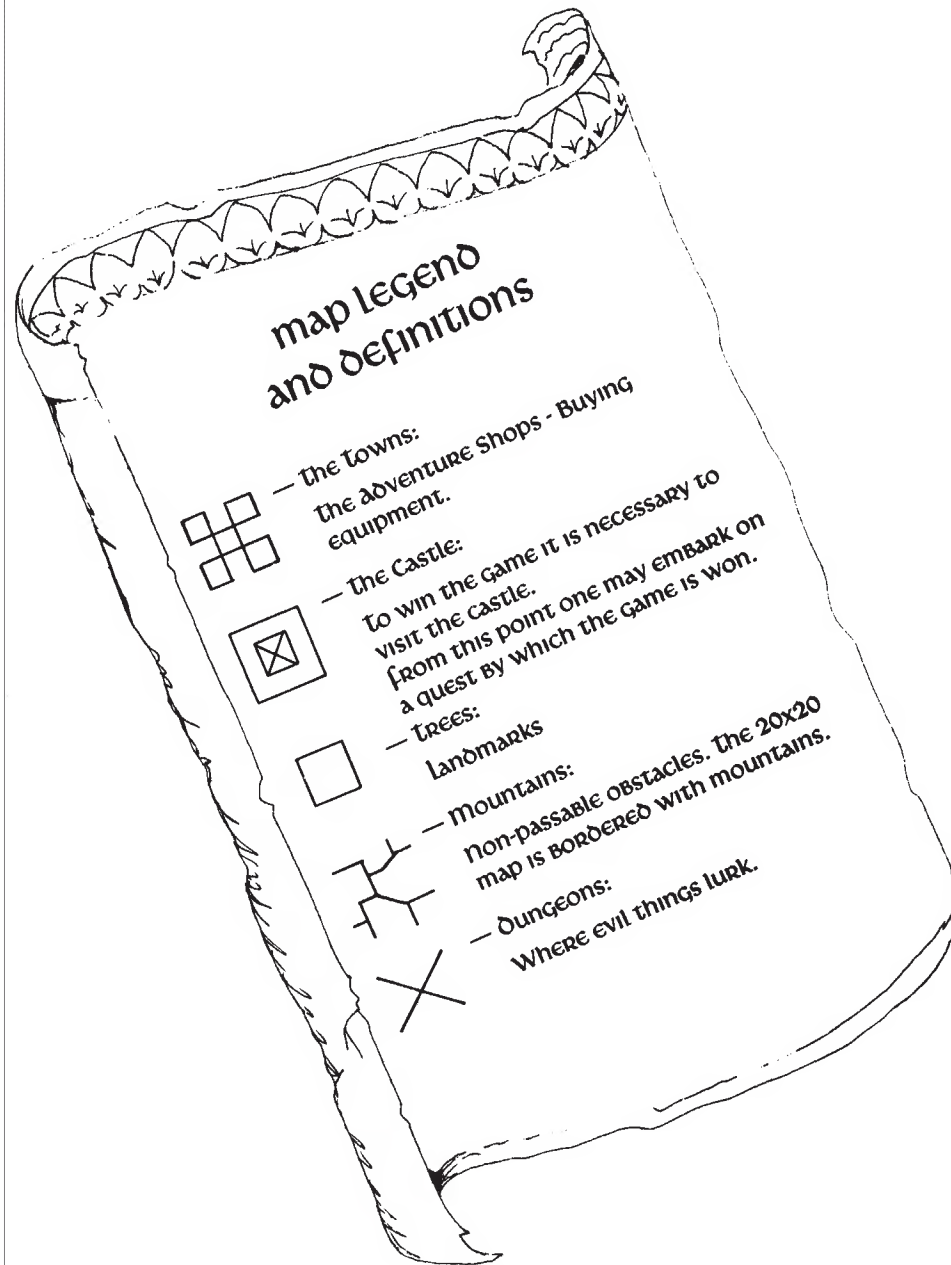 map legend
and definitions
— The Towns:
The adventure Shops - Buying
equipment.
— The Castle:
To win the game it is necessary to
visit the castle.
From this point one may embark on
a quest by which the game is won.
— Trees:
Landmarks
— Mountains:
Non-passable obstacles. The 20x20
map is bordered with mountains.
— Dungeons:
Where evil things lurk.